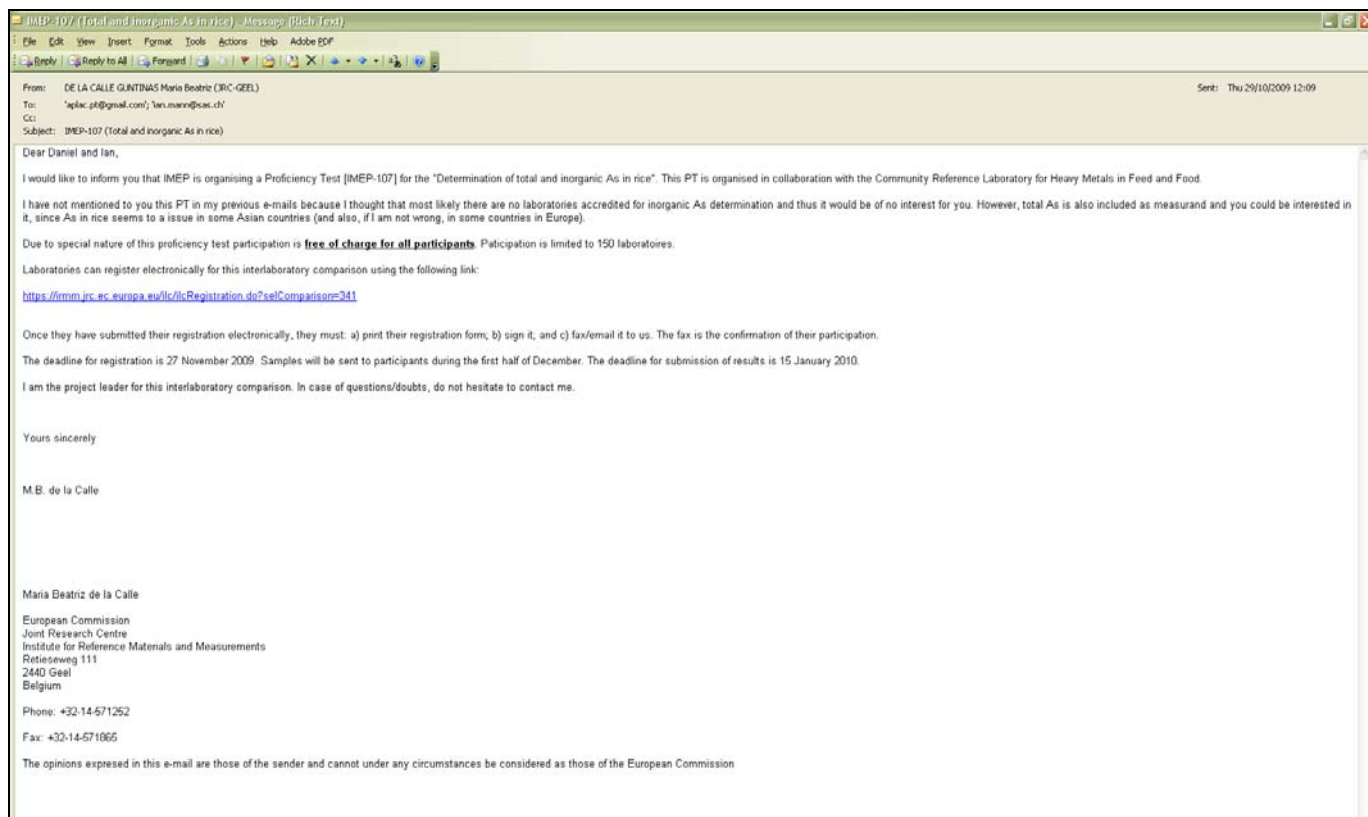 IMEP-107 (Total and inorganic As in rice) - Message (Rich Text)
File Edit View Insert Format Tools Actions Help Adobe PDF
Reply Reply to All Forward
From: DE LA CALLE GUNTINAS Maria Beatriz (JRC-GEEL) Sent: Thu 29/10/2009 12:09
To: 'aplac.pt@gmail.com'; 'ian.mann@sas.ch'
Cc:
Subject: IMEP-107 (Total and inorganic As in rice)
Dear Daniel and Ian,
I would like to inform you that IMEP is organising a Proficiency Test [IMEP-107] for the "Determination of total and inorganic As in rice". This PT is organised in collaboration with the Community Reference Laboratory for Heavy Metals in Feed and Food.
I have not mentioned to you this PT in my previous e-mails because I thought that most likely there are no laboratories accredited for inorganic As determination and thus it would be of no interest for you. However, total As is also included as measurand and you could be interested in
it, since As in rice seems to a issue in some Asian countries (and also, if I am not wrong, in some countries in Europe).
Due to special nature of this proficiency test participation is free of charge for all participants. Paticipation is limited to 150 laboratoires.
Laboratories can register electronically for this interlaboratory comparison using the following link:
https://irmm.jrc.ec.europa.eu/ilc/ilcRegistration.do?selComparison=341
Once they have submitted their registration electronically, they must: a) print their registration form; b) sign it; and c) fax/email it to us. The fax is the confirmation of their participation.
The deadline for registration is 27 November 2009. Samples will be sent to participants during the first half of December. The deadline for submission of results is 15 January 2010.
I am the project leader for this interlaboratory comparison. In case of questions/doubts, do not hesitate to contact me.
Yours sincerely
M.B. de la Calle
Maria Beatriz de la Calle
European Commission
Joint Research Centre
Institute for Reference Materials and Measurements
Retieseweg 111
2440 Geel
Belgium
Phone: +32-14-571252
Fax: +32-14-571865
The opinions expresed in this e-mail are those of the sender and cannot under any circumstances be considered as those of the European Commission